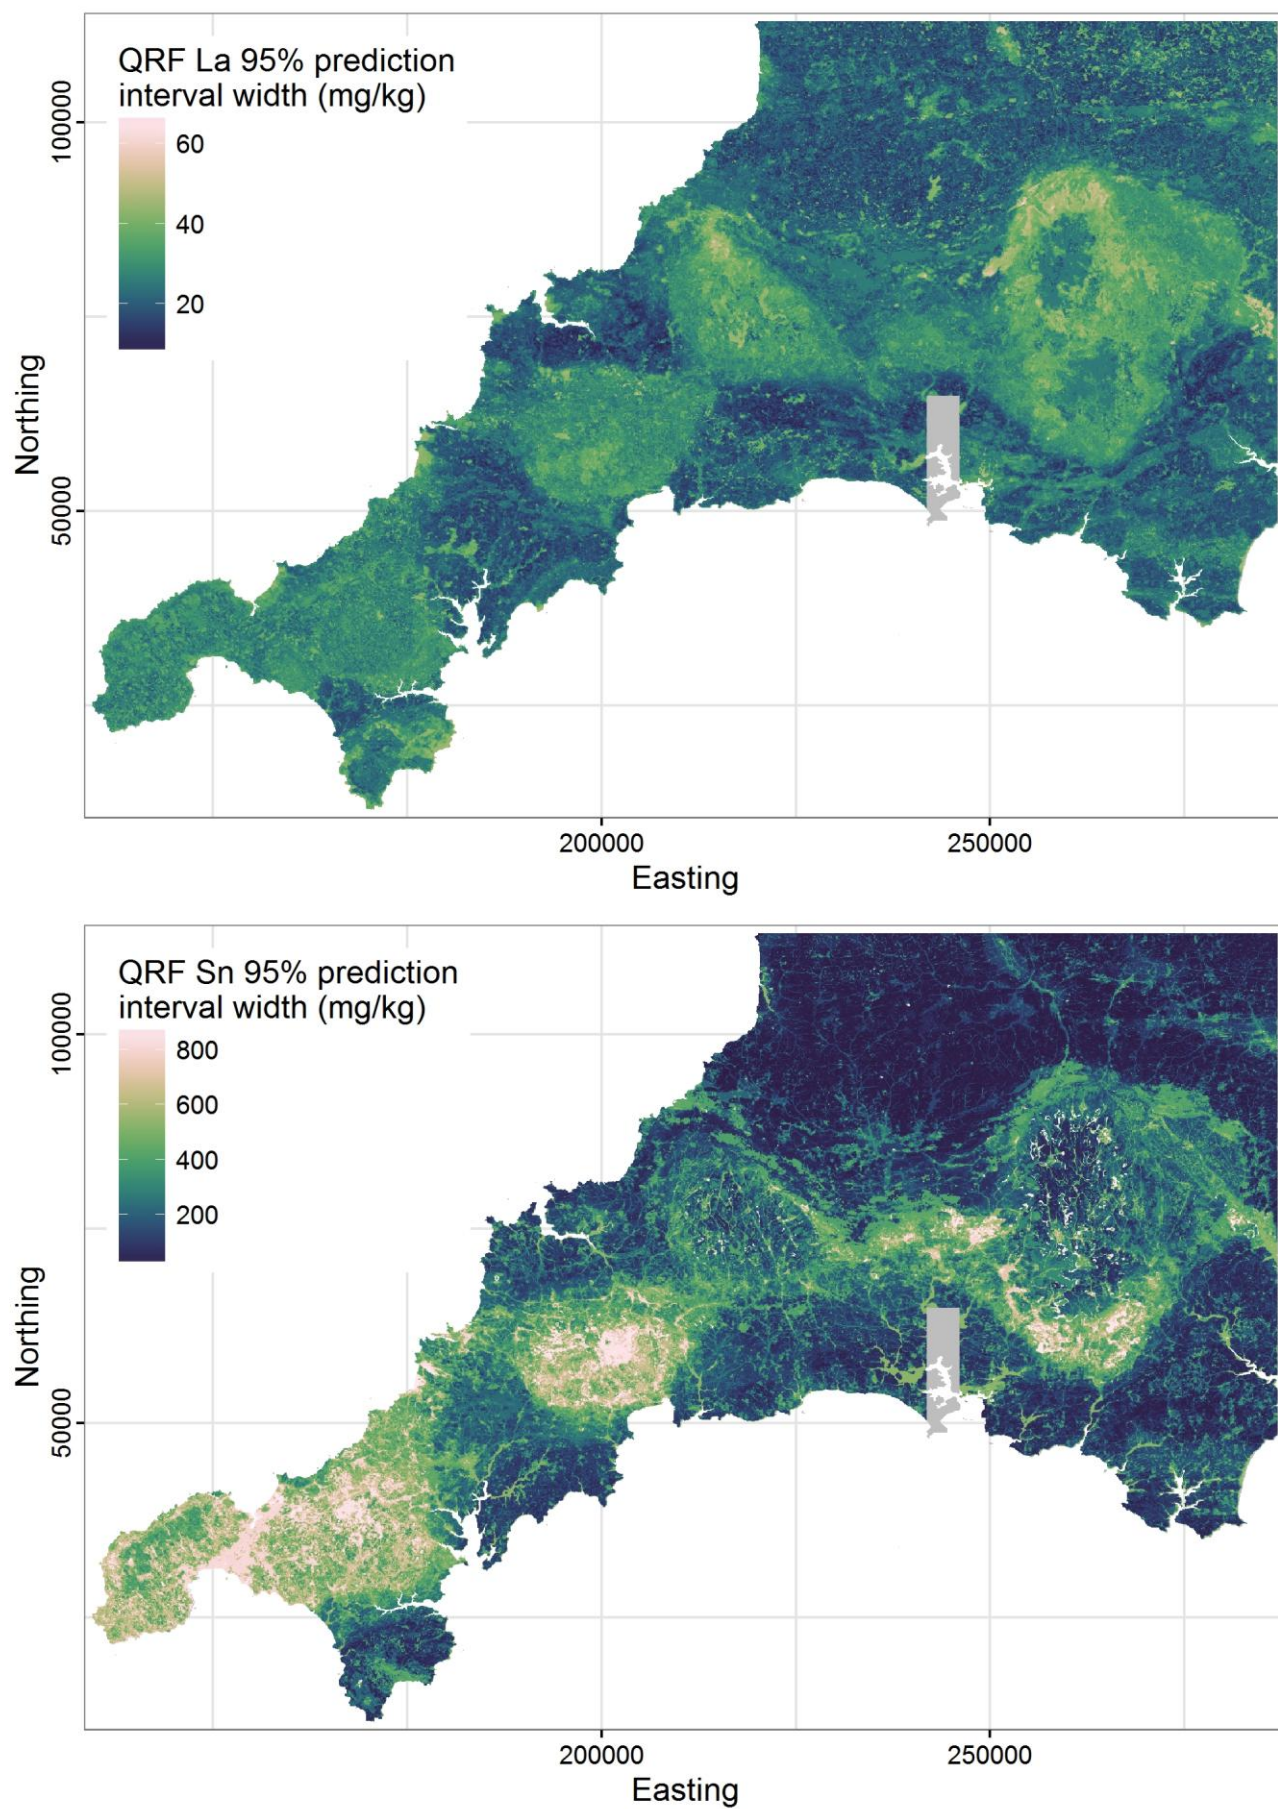 QRF La 95% prediction
interval width (mg/kg)
60
40
20
100000
50000
Northing
200000
250000
Easting
QRF Sn 95% prediction
interval width (mg/kg)
800
600
400
200
100000
50000
Northing
200000
250000
Easting